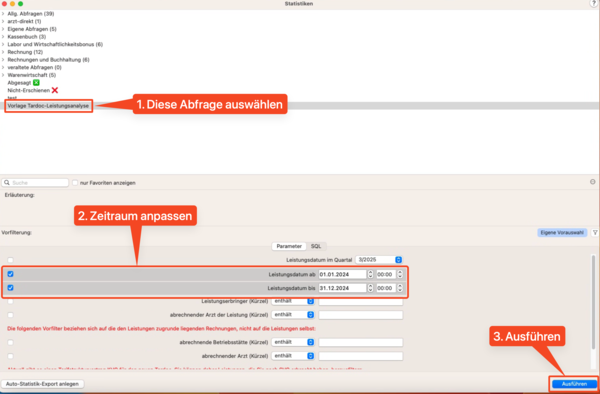 Statistiken
?
Allg. Abfragen (39)
arzt-direkt (1)
Eigene Abfragen (5)
Kassenbuch (3)
Labor und Wirtschaftlichkeitsbonus (6)
Rechnung (12)
Rechnungen und Buchhaltung (6)
veraltete Abfragen (0)
Warenwirtschaft (5)
Abgesagt
Nicht-Erschienen
test
Vorlage Tardoc-Leistungsanalyse
1. Diese Abfrage auswählen
Suche
nur Favoriten anzeigen
Erläuterung:
2. Zeitraum anpassen
Vorfilterung:
Eigene Vorauswahl
Parameter
SQL
Leistungsdatum im Quartal 3/2025
Leistungsdatum ab 01.01.2024 00:00
Leistungsdatum bis 31.12.2024 00:00
Leistungserbringer (Kürzel) enthält
abrechnender Arzt der Leistung (Kürzel) enthält
Die folgenden Vorfilter beziehen sich auf die den Leistungen zugrunde liegenden Rechnungen, nicht auf die Leistungen selbst:
abrechnende Betriebsstätte (Kürzel) enthält
abrechnender Arzt (Kürzel) enthält
3. Ausführen
Auto-Statistik-Export anlegen
Ausführen